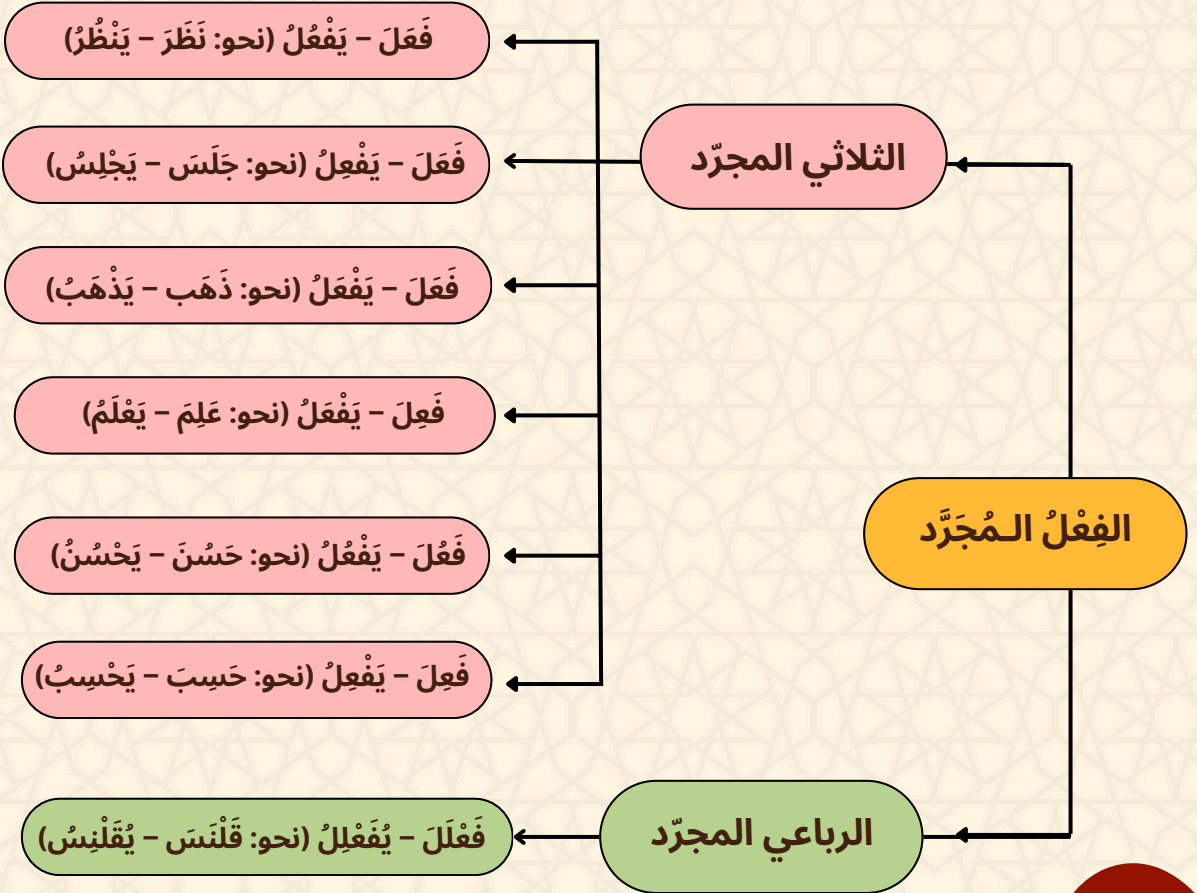 الفِعْلُ الـمُجَرَّد
الثلاثي المجرّد
فَعَلَ – يَفْعُلُ (نحو: نَظَرَ – يَنْظُرُ)
فَعَلَ – يَفْعِلُ (نحو: جَلَسَ – يَجْلِسُ)
فَعَلَ – يَفْعَلُ (نحو: ذَهَب – يَذْهَبُ)
فَعِلَ – يَفْعَلُ (نحو: عَلِمَ – يَعْلَمُ)
فَعُلَ – يَفْعُلُ (نحو: حَسُنَ – يَحْسُنُ)
فَعِلَ – يَفْعِلُ (نحو: حَسِبَ – يَحْسِبُ)
الرباعي المجرّد
فَعْلَلَ – يُفَعْلِلُ (نحو: قَلْنَسَ – يُقَلْنِسُ)